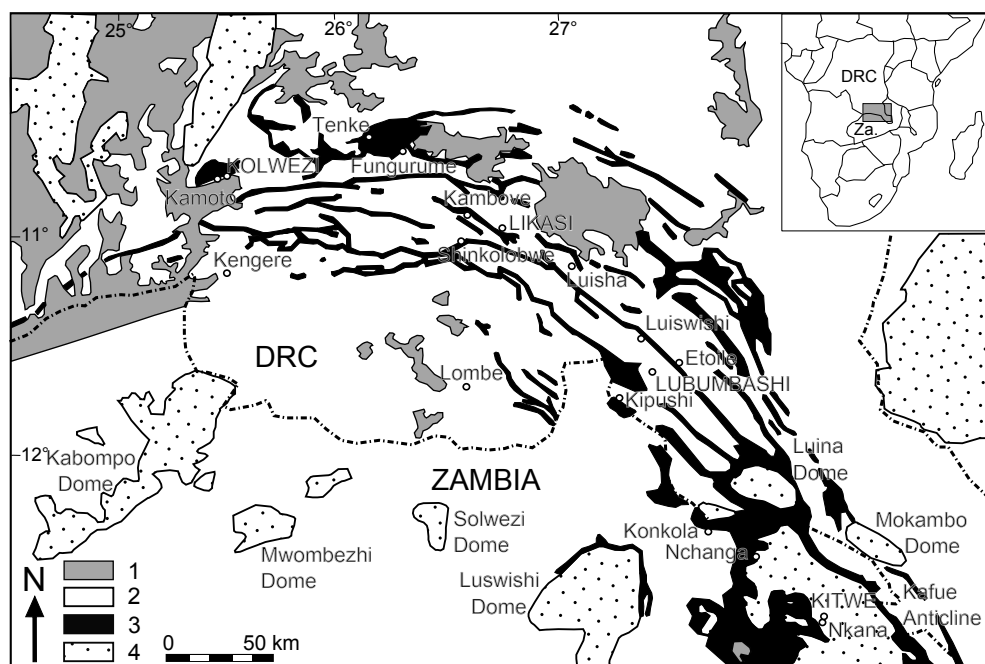 25°
26°
27°
DRC
Za.
Tenke
KOLWEZI
Fungurume
Kamoto
Kambove
LIKASI
11°
Shinkolobwe
Kengere
Luisha
Luiswishi
DRC
Etoile
Lombe
LUBUMBASHI
Kipushi
12°
Luina
Dome
Kabompo
Dome
ZAMBIA
Solwezi
Dome
Mokambo
Dome
Konkola
Nchanga
Mwombezhi
Dome
Luswishi
Dome
KITWE
Kafue
Anticline
Nkana
N
1
2
3
4
0
50 km